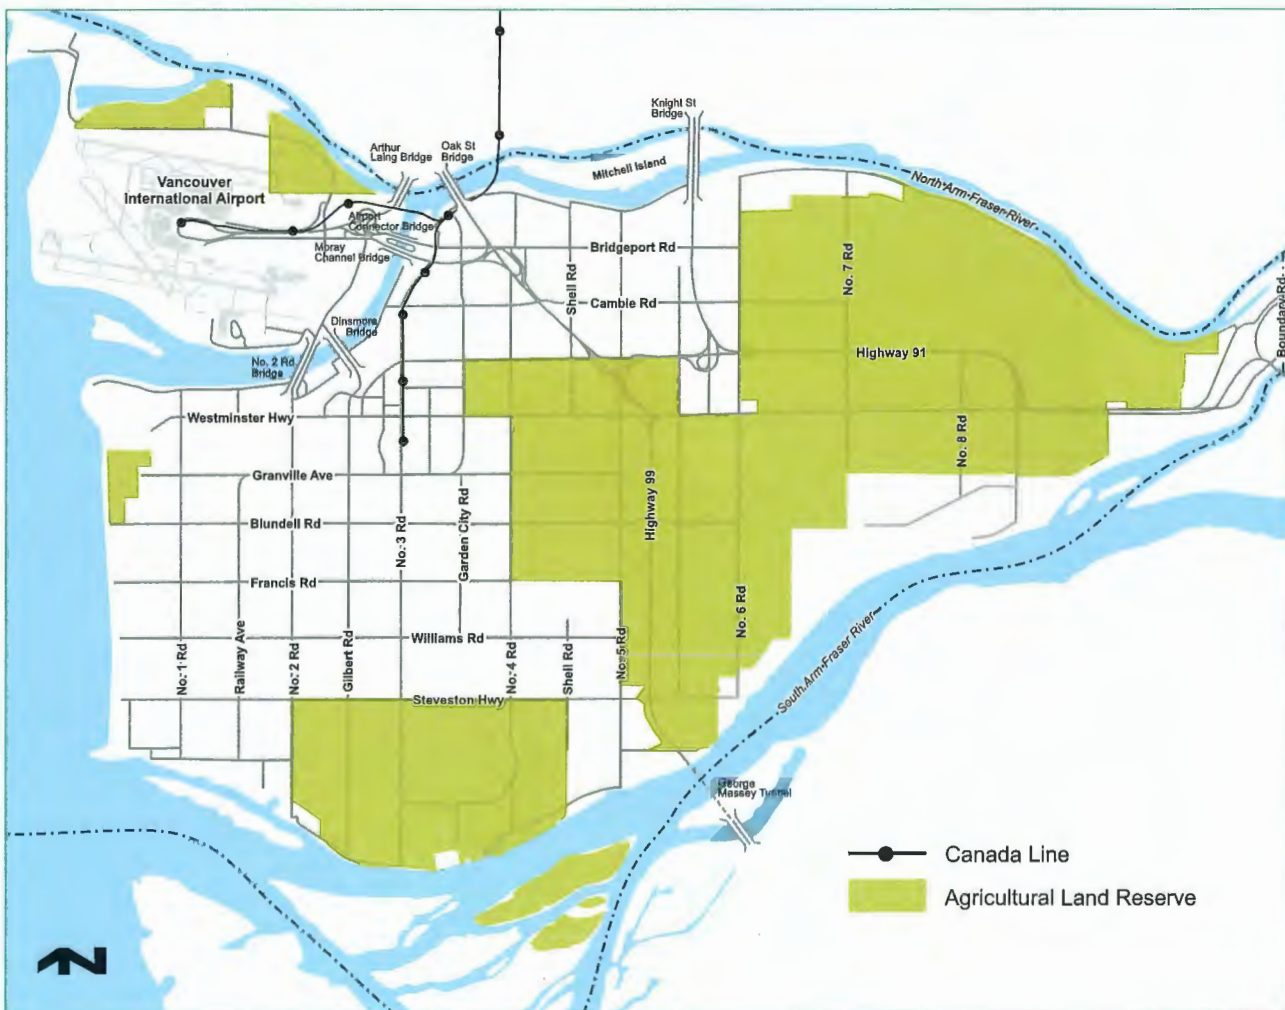 Knight St
Bridge
Arthur
Laing Bridge
Oak St
Bridge
Mitchell Island
North Arm Fraser River
Vancouver
International Airport
Airport
Connector Bridge
Moray
Channel Bridge
Bridgeport Rd
No. 7 Rd
Shell Rd
Cambie Rd
Boundary Rd.
Dinsmore
Bridge
No. 2 Rd
Bridge
Highway 91
Westminster Hwy
No. 8 Rd
Granville Ave
Highway 99
Garden City Rd
Blundell Rd
No. 3 Rd
Francis Rd
No. 6 Rd
Williams Rd
South Arm Fraser River
No. 1 Rd
Railway Ave
No. 2 Rd
Gilbert Rd
No. 4 Rd
Shell Rd
No. 5 Rd
Steveston Hwy
George
Massey Tunnel
Canada Line
Agricultural Land Reserve
N